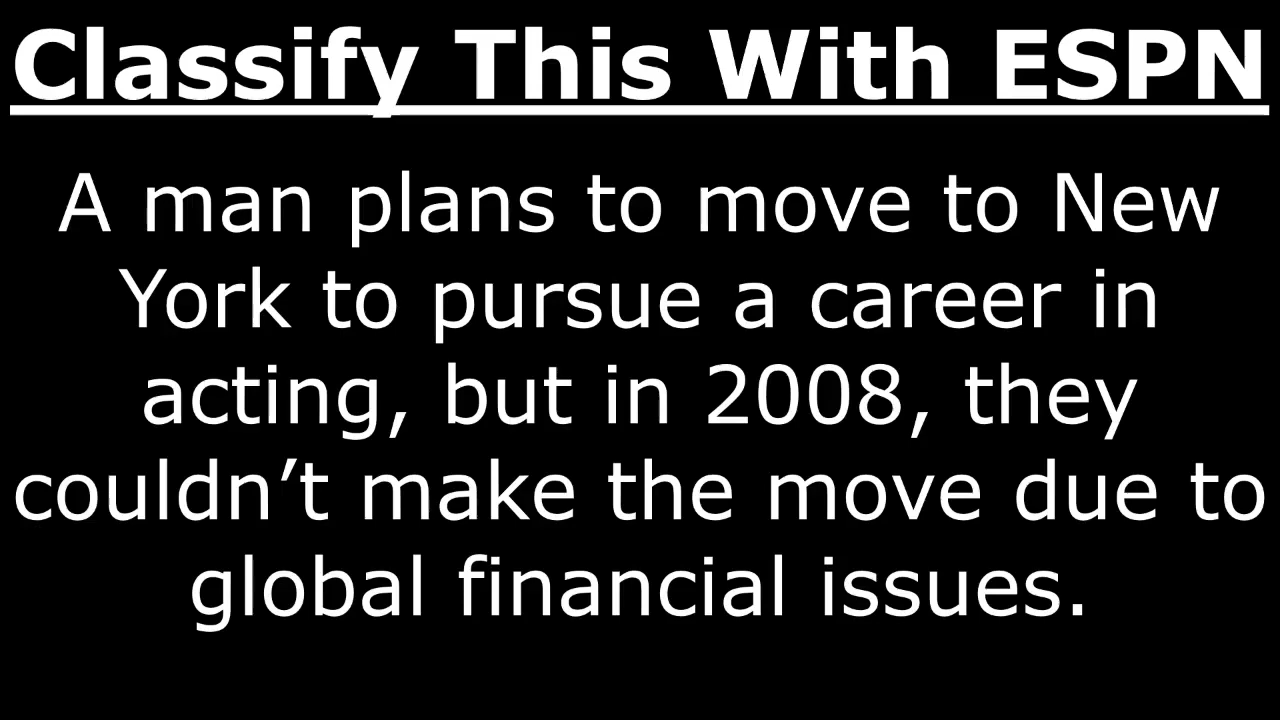 Classify This With ESPN
A man plans to move to New
York to pursue a career in
acting, but in 2008, they
couldn’t make the move due to
global financial issues.